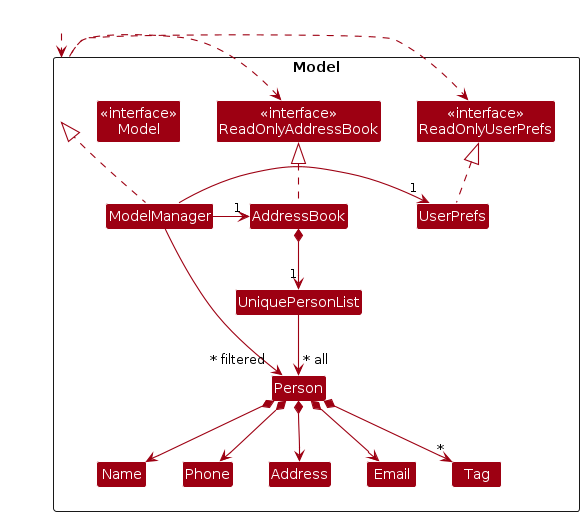 Model
«interface»
Model
«interface»
ReadOnlyAddressBook
«interface»
ReadOnlyUserPrefs
1
ModelManager
1
AddressBook
UserPrefs
1
UniquePersonList
* filtered
* all
Person
*
Name
Phone
Address
Email
Tag